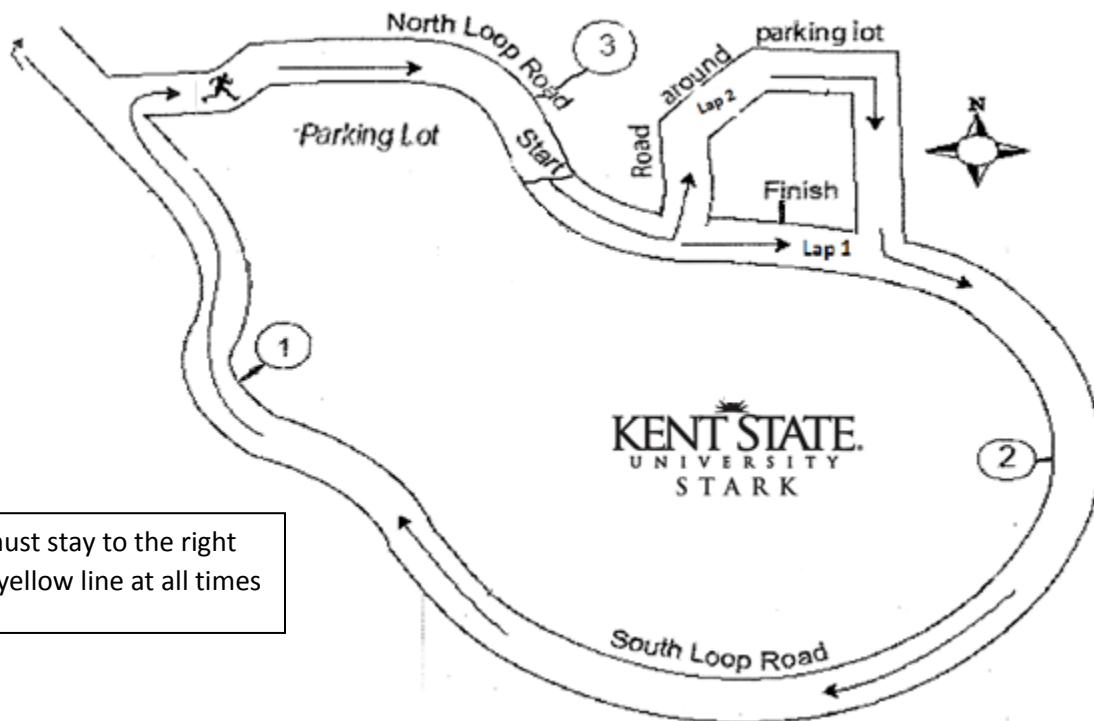 North Loop Road
3
Road around parking lot
Lap 2
N
Parking Lot
Start
Finish
Lap 1
1
KENT STATE.
UNIVERSITY
STARK
2
must stay to the right
yellow line at all times
South Loop Road